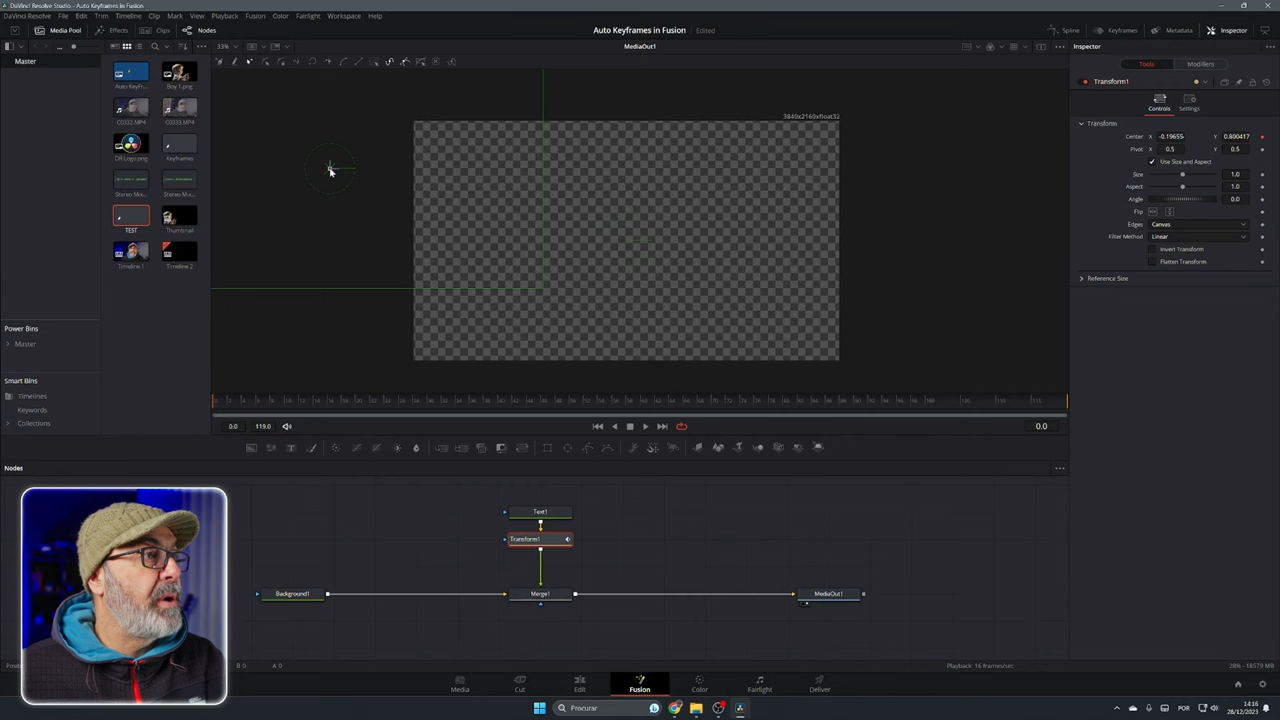 DaVinci Resolve Studio - Auto Keyframes in Fusion
DaVinci Resolve File Edit Trim Timeline Clip Mark View Playback Fusion Color Fairlight Workspace Help
Media Pool Effects Clips Nodes
Auto Keyframes in Fusion Edited
Spline Keyframes Metadata Inspector
33%
MediaOut1
Inspector
Master
Tools Modifiers
Transform1
Auto KeyFr...
Boy 1.png
C0332.MP4
C0333.MP4
DR Logo.png
Keyframes
Stereo Mix...
Stereo Mix...
TEST
Thumbnail
Timeline 1
Timeline 2
3840x2160xfloat32
Controls Settings
Transform
Center X -0.19655 Y 0.800417
Pivot X 0.5 Y 0.5
Use Size and Aspect
Size 1.0
Aspect 1.0
Angle 0.0
Flip
Edges Canvas
Filter Method Linear
Invert Transform
Flatten Transform
Reference Size
Power Bins
Master
Smart Bins
Timelines
Keywords
Collections
0.0 119.0
0.0
Nodes
Text1
Transform1
Background1
Merge1
MediaOut1
Playback: 16 frames/sec
28% - 18579 MB
Media Cut Edit Fusion Color Fairlight Deliver
Procurar
POR
14:16
28/12/2023